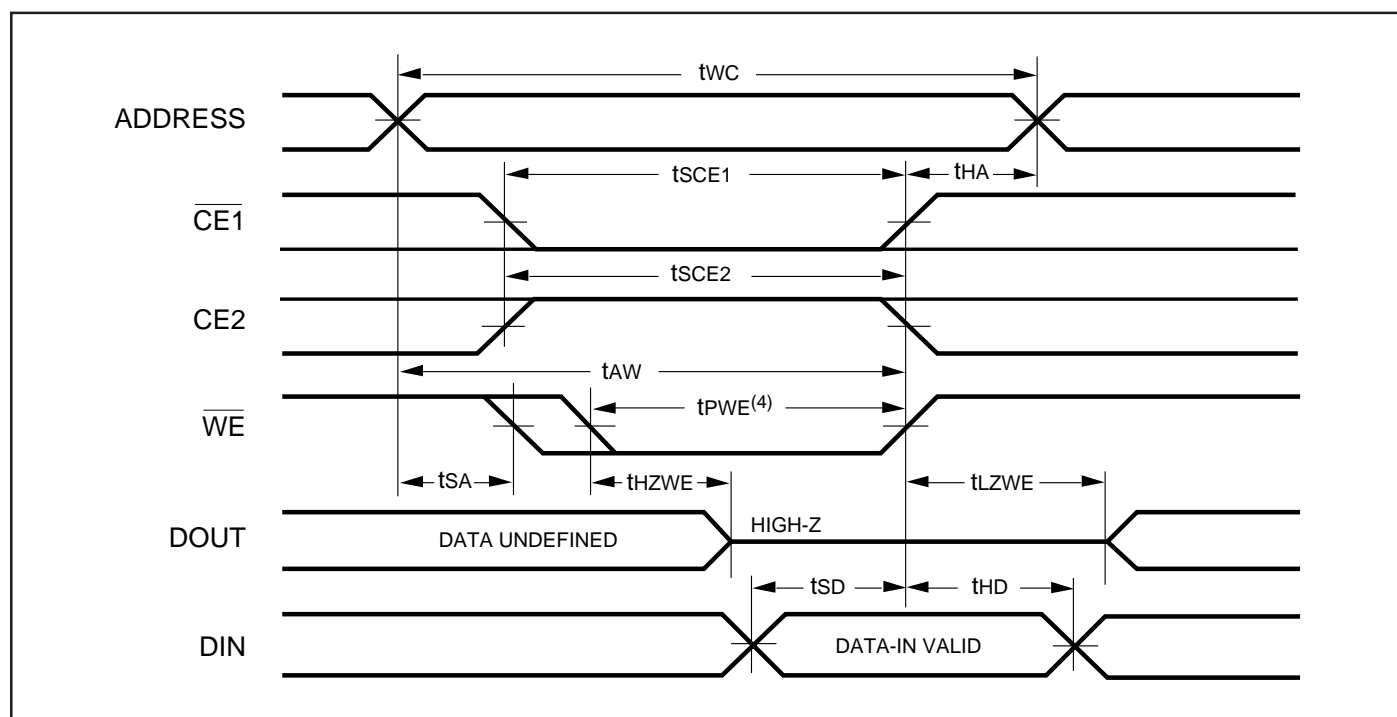 tWC
ADDRESS
tSCE1
tHA
CE1
tSCE2
CE2
tAW
tPWE(4)
WE
tSA
tHZWE
tLZWE
DOUT
DATA UNDEFINED
HIGH-Z
tSD
tHD
DIN
DATA-IN VALID